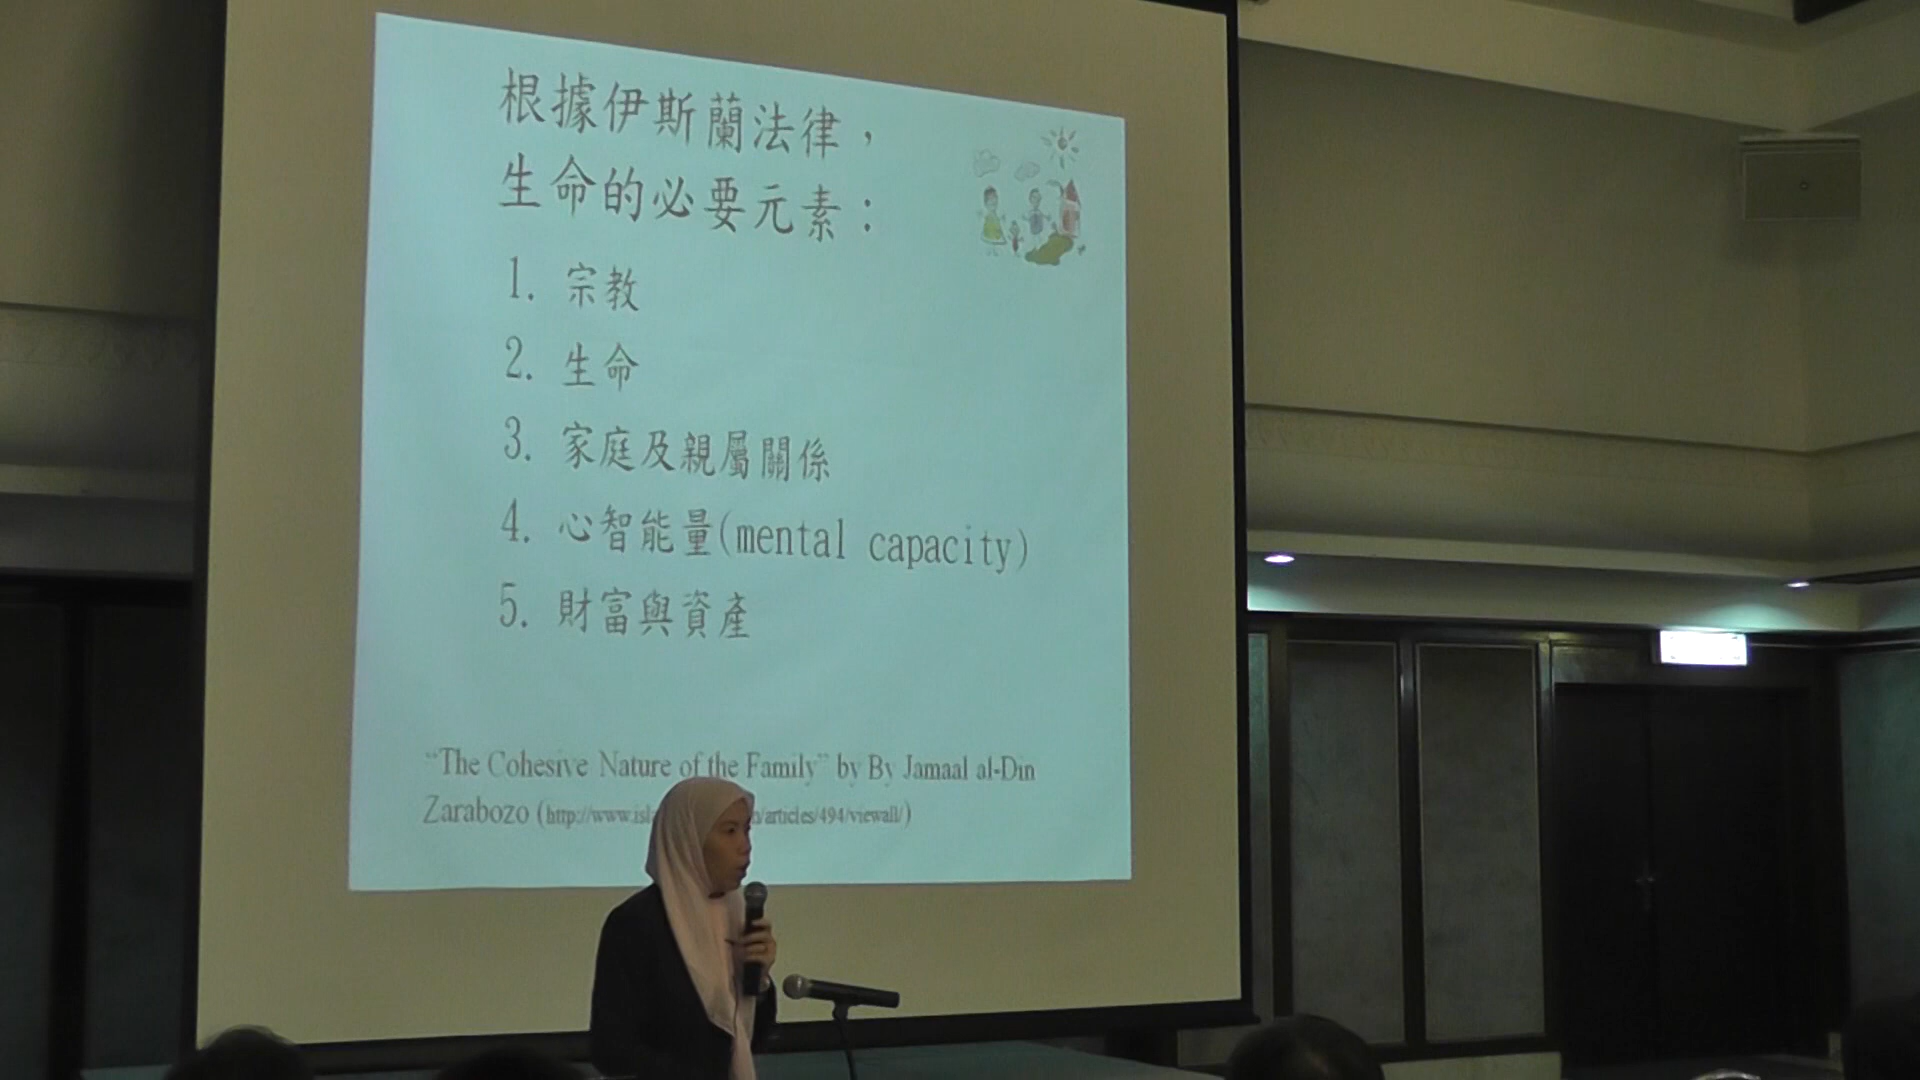 根據伊斯蘭法律，
生命的必要元素：
1. 宗教
2. 生命
3. 家庭及親屬關係
4. 心智能量(mental capacity)
5. 財富與資產
“The Cohesive Nature of the Family” by By Jamaal al-Din
Zarabozo (http://www.isla /articles/494/viewall/)